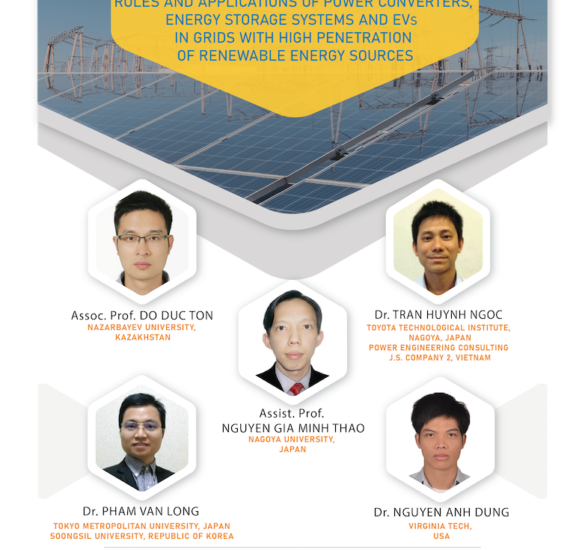 ROLES AND APPLICATIONS OF POWER CONVERTERS,
ENERGY STORAGE SYSTEMS AND EVs
IN GRIDS WITH HIGH PENETRATION
OF RENEWABLE ENERGY SOURCES
Assoc. Prof. DO DUC TON
NAZARBAYEV UNIVERSITY,
KAZAKHSTAN
Dr. TRAN HUYNH NGOC
TOYOTA TECHNOLOGICAL INSTITUTE,
NAGOYA, JAPAN
POWER ENGINEERING CONSULTING
J.S. COMPANY 2, VIETNAM
Assist. Prof.
NGUYEN GIA MINH THAO
NAGOYA UNIVERSITY,
JAPAN
Dr. PHAM VAN LONG
TOKYO METROPOLITAN UNIVERSITY, JAPAN
SOONGSIL UNIVERSITY, REPUBLIC OF KOREA
Dr. NGUYEN ANH DUNG
VIRGINIA TECH,
USA